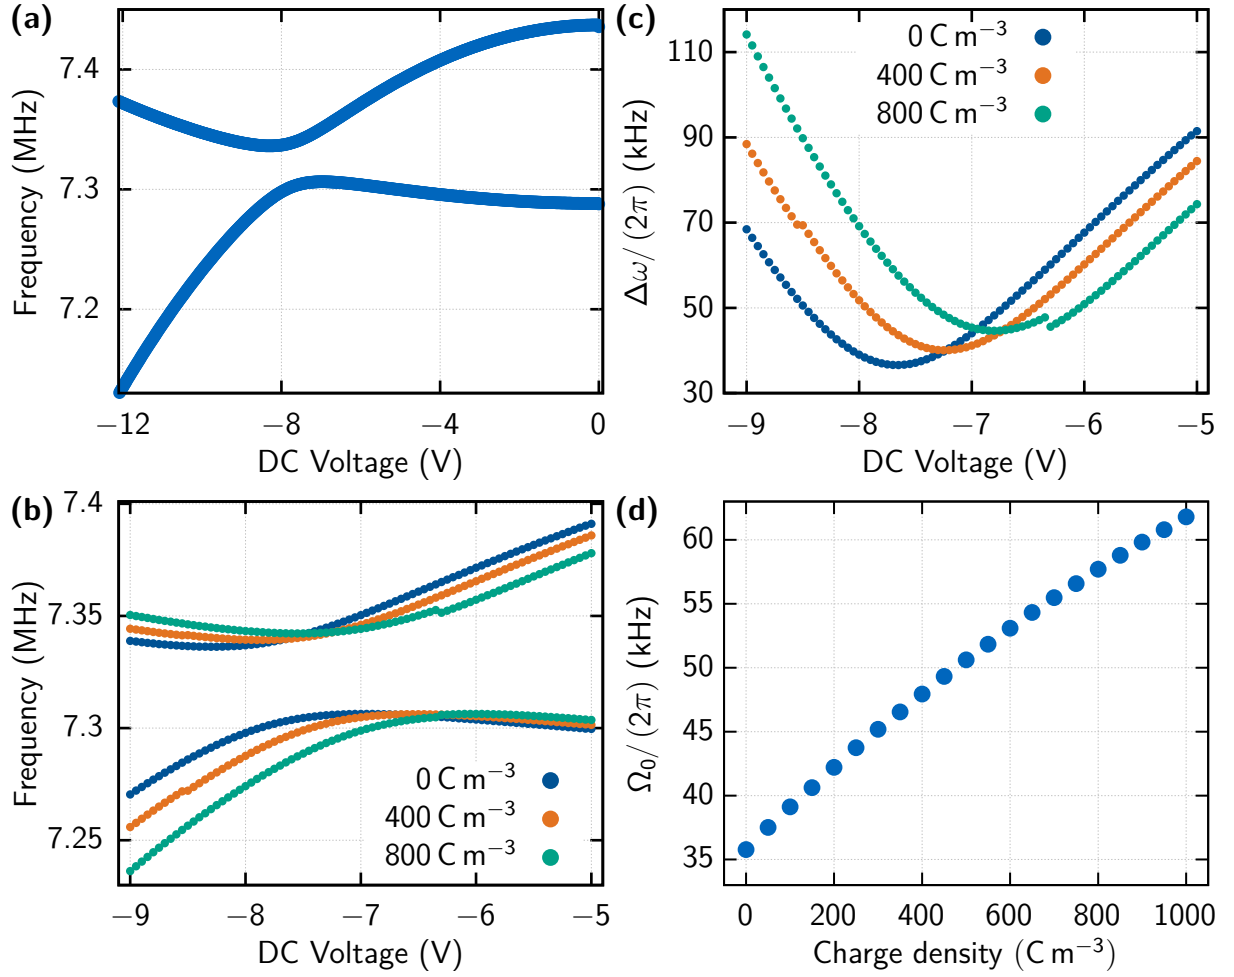 (a)
Frequency (MHz)
7.4
7.3
7.2
−12
−8
−4
0
DC Voltage (V)
(c)
Δω/(2π) (kHz)
110
90
70
50
30
0 C m⁻³
400 C m⁻³
800 C m⁻³
−9
−8
−7
−6
−5
DC Voltage (V)
(b)
Frequency (MHz)
7.4
7.35
7.3
7.25
0 C m⁻³
400 C m⁻³
800 C m⁻³
−9
−8
−7
−6
−5
DC Voltage (V)
(d)
Ω₀/(2π) (kHz)
60
55
50
45
40
35
0
200
400
600
800
1000
Charge density (C m⁻³)